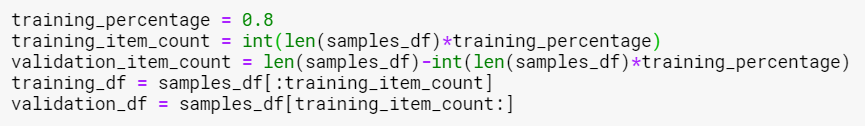 training_percentage = 0.8
training_item_count = int(len(samples_df)*training_percentage)
validation_item_count = len(samples_df)-int(len(samples_df)*training_percentage)
training_df = samples_df[:training_item_count]
validation_df = samples_df[training_item_count:]